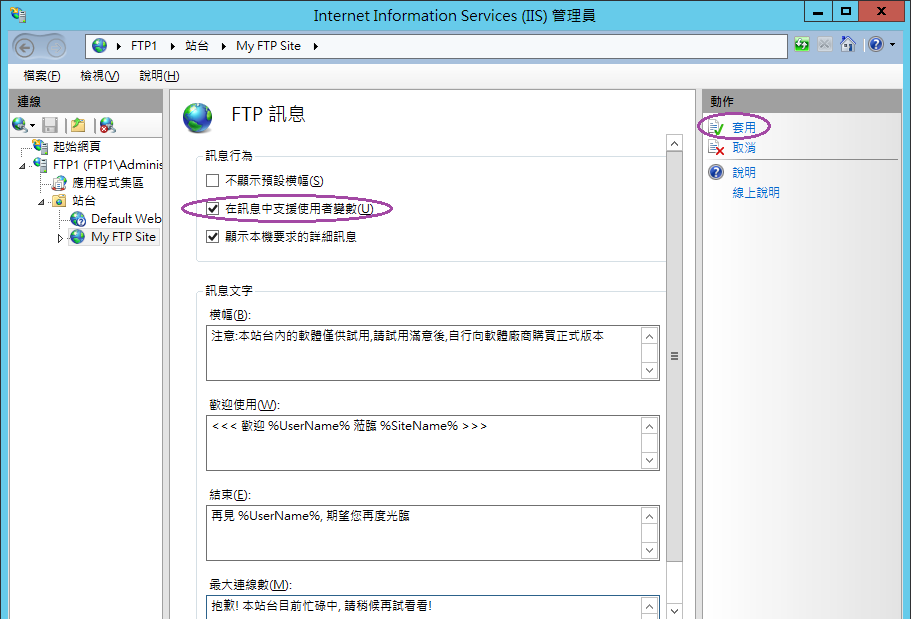 Internet Information Services (IIS) 管理員
FTP1 站台 My FTP Site
檔案(F) 檢視(V) 說明(H)
連線
起始網頁
FTP1 (FTP1\Adminis
應用程式集區
站台
Default Web
My FTP Site
FTP 訊息
訊息行為
不顯示預設橫幅(S)
在訊息中支援使用者變數(U)
顯示本機要求的詳細訊息
訊息文字
橫幅(B):
注意:本站台內的軟體僅供試用,請試用滿意後,自行向軟體廠商購買正式版本
歡迎使用(W):
<<< 歡迎 %UserName% 蒞臨 %SiteName% >>>
結束(E):
再見 %UserName%, 期望您再度光臨
最大連線數(M):
抱歉! 本站台目前忙碌中, 請稍候再試看看!
動作
套用
取消
說明
線上說明